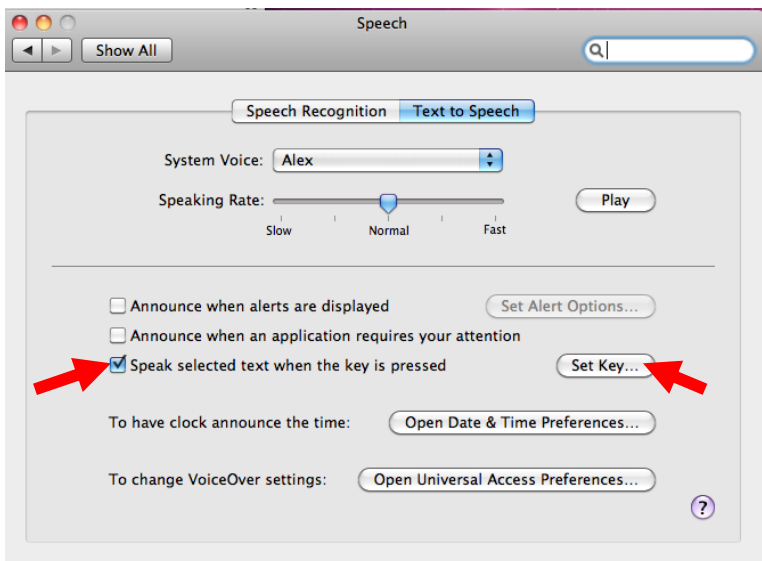 Speech
Show All
Speech Recognition Text to Speech
System Voice: Alex
Speaking Rate: Play
Slow Normal Fast
Announce when alerts are displayed Set Alert Options...
Announce when an application requires your attention
Speak selected text when the key is pressed Set Key...
To have clock announce the time: Open Date & Time Preferences...
To change VoiceOver settings: Open Universal Access Preferences...
?